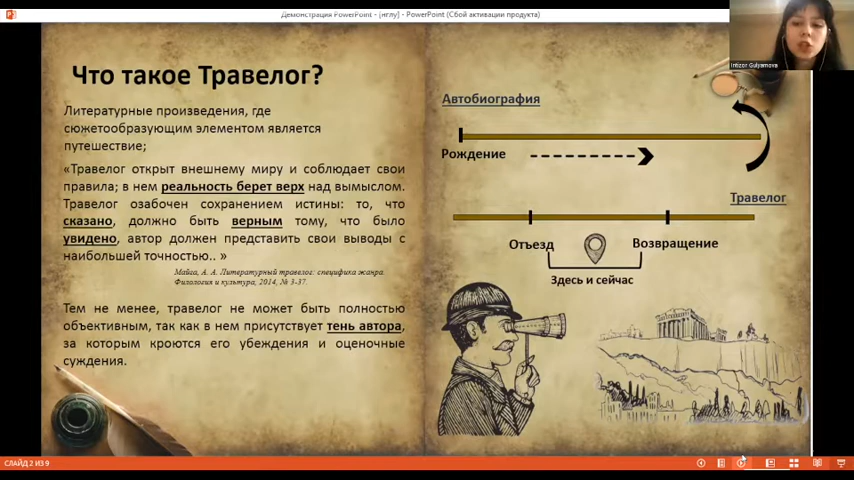 Демонстрация PowerPoint - [нглу] - PowerPoint (Сбой активации продукта)
Intizor Gulyamova
Что такое Травелог?
Литературные произведения, где
сюжетообразующим элементом является
путешествие;
«Травелог открыт внешнему миру и соблюдает свои
правила; в нем реальность берет верх над вымыслом.
Травелог озабочен сохранением истины: то, что
сказано, должно быть верным тому, что было
увидено, автор должен представить свои выводы с
наибольшей точностью.. »
Майга, А. А. Литературный травелог: специфика жанра.
Филология и культура, 2014, № 3-37.
Тем не менее, травелог не может быть полностью
объективным, так как в нем присутствует тень автора,
за которым кроются его убеждения и оценочные
суждения.
Автобиография
Рождение
Травелог
Отъезд
Возвращение
Здесь и сейчас
СЛАЙД 2 ИЗ 9